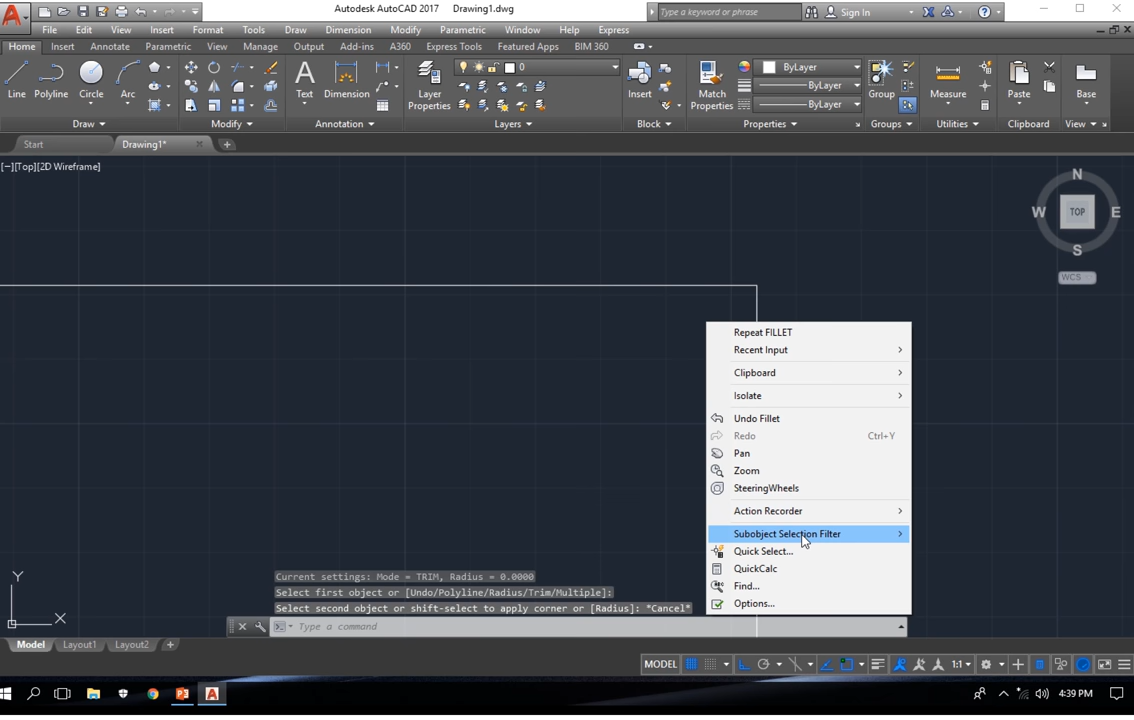 Autodesk AutoCAD 2017 Drawing1.dwg
Type a keyword or phrase
Sign In
File Edit View Insert Format Tools Draw Dimension Modify Parametric Window Help Express
Home Insert Annotate Parametric View Manage Output Add-ins A360 Express Tools Featured Apps BIM 360
Line
Polyline
Circle
Arc
Text
Dimension
Layer
Properties
0
Insert
Match
Properties
ByLayer
ByLayer
ByLayer
Group
Measure
Paste
Base
Draw Modify Annotation Layers Block Properties Groups Utilities Clipboard View
Start Drawing1*
[−][Top][2D Wireframe]
N
W TOP E
S
WCS
Repeat FILLET
Recent Input
Clipboard
Isolate
Undo Fillet
Redo Ctrl+Y
Pan
Zoom
SteeringWheels
Action Recorder
Subobject Selection Filter
Quick Select...
QuickCalc
Find...
Options...
Y
X
Current settings: Mode = TRIM, Radius = 0.0000
Select first object or [Undo/Polyline/Radius/Trim/Multiple]:
Select second object or shift-select to apply corner or [Radius]: *Cancel*
Type a command
Model Layout1 Layout2
MODEL 1:1
4:39 PM